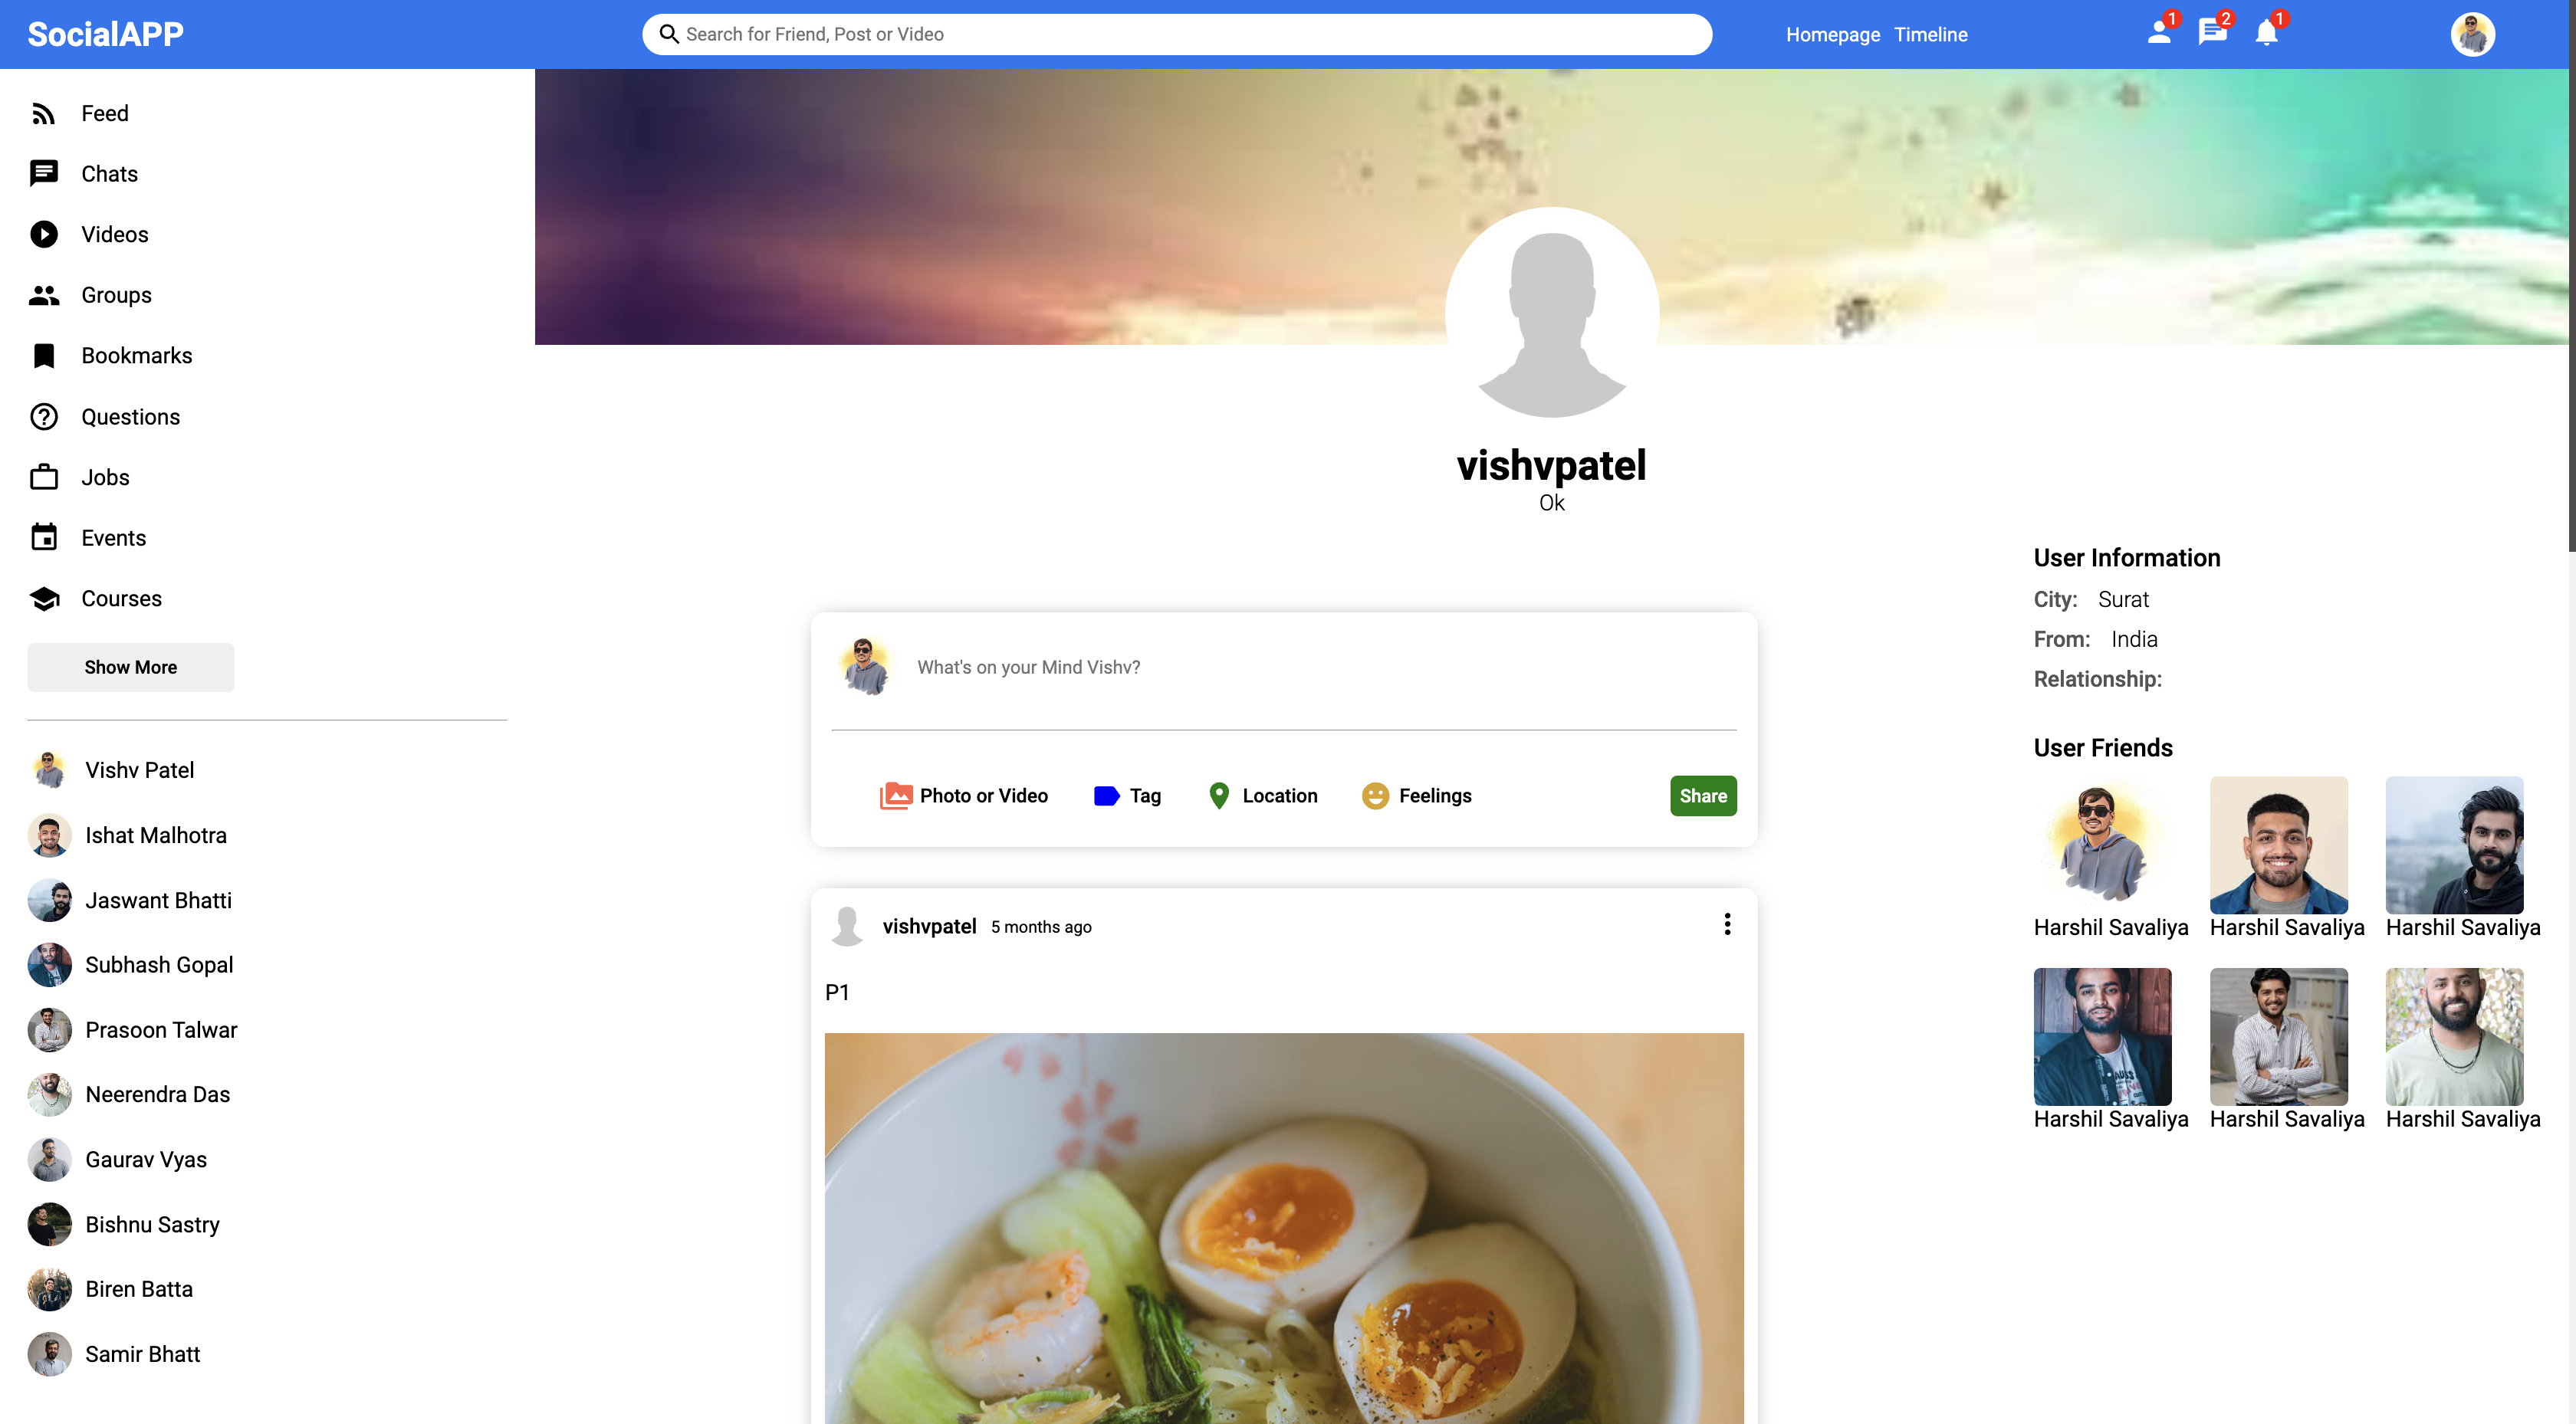 SocialAPP
Search for Friend, Post or Video
Homepage Timeline
1
2
1
Feed
Chats
Videos
Groups
Bookmarks
Questions
Jobs
Events
Courses
Show More
Vishv Patel
Ishat Malhotra
Jaswant Bhatti
Subhash Gopal
Prasoon Talwar
Neerendra Das
Gaurav Vyas
Bishnu Sastry
Biren Batta
Samir Bhatt
vishvpatel
Ok
What's on your Mind Vishv?
Photo or Video
Tag
Location
Feelings
Share
vishvpatel 5 months ago
P1
User Information
City: Surat
From: India
Relationship:
User Friends
Harshil Savaliya Harshil Savaliya Harshil Savaliya
Harshil Savaliya Harshil Savaliya Harshil Savaliya